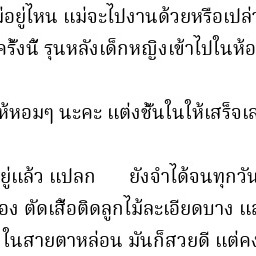 อยู่ไหน แม่จะไปงานด้วยหรือเปล่า
ครั้งนี้ รุนหลังเด็กหญิงเข้าไปในห้อ
ห้หอมๆ นะคะ แต่งชั้นในให้เสร็จเล
ยู่แล้ว แปลก ยังจำได้จนทุกวัน
อง ตัดเสื้อติดลูกไม้ละเอียดบาง แล
ในสายตาหล่อน มันก็สวยดี แต่คง